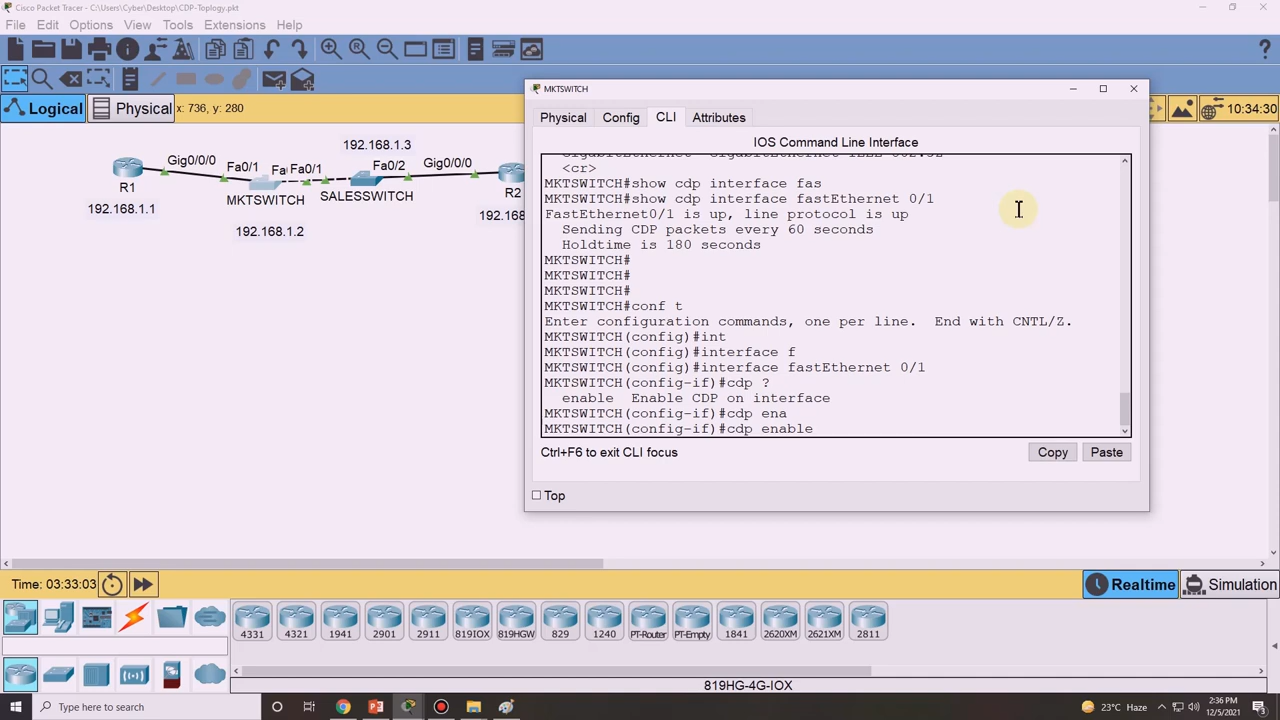 Cisco Packet Tracer - C:\Users\Cyber\Desktop\CDP-Toplogy.pkt
File Edit Options View Tools Extensions Help
Logical Physical x: 736, y: 280 10:34:30
MKTSWITCH
Physical Config CLI Attributes
IOS Command Line Interface
<cr>
MKTSWITCH#show cdp interface fas
MKTSWITCH#show cdp interface fastEthernet 0/1
FastEthernet0/1 is up, line protocol is up
Sending CDP packets every 60 seconds
Holdtime is 180 seconds
MKTSWITCH#
MKTSWITCH#
MKTSWITCH#
MKTSWITCH#conf t
Enter configuration commands, one per line. End with CNTL/Z.
MKTSWITCH(config)#int
MKTSWITCH(config)#interface f
MKTSWITCH(config)#interface fastEthernet 0/1
MKTSWITCH(config-if)#cdp ?
enable Enable CDP on interface
MKTSWITCH(config-if)#cdp ena
MKTSWITCH(config-if)#cdp enable
Ctrl+F6 to exit CLI focus
Copy Paste
Top
192.168.1.3
Gig0/0/0 Fa0/1 Fa0/1 Fa0/2 Gig0/0/0
R1 MKTSWITCH SALESWITCH R2
192.168.1.1 192.168.1.2 192.168
Time: 03:33:03 Realtime Simulation
4331 4321 1941 2901 2911 819IOX 819HGW 829 1240 PT-Router PT-Empty 1841 2620XM 2621XM 2811
819HG-4G-IOX
Type here to search
23°C Haze 2:36 PM
12/5/2021
3